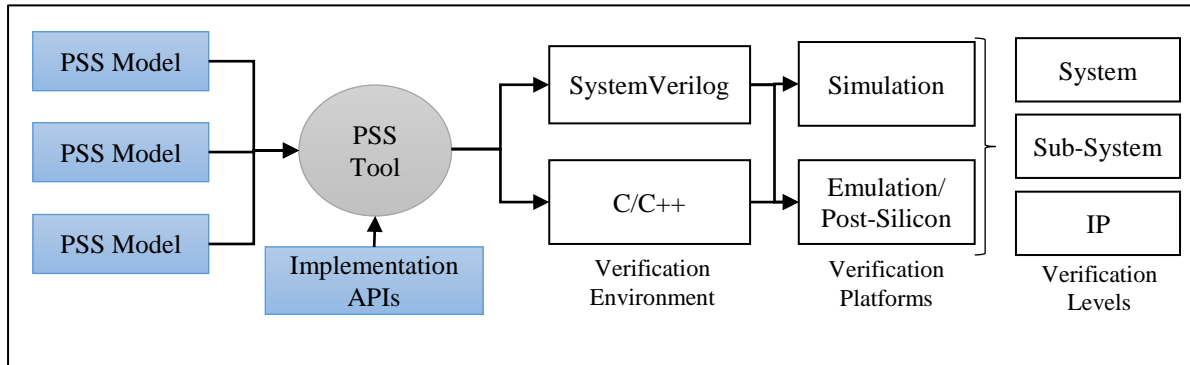 PSS Model
PSS Model
PSS Model
PSS
Tool
Implementation
APIs
SystemVerilog
C/C++
Verification
Environment
Simulation
Emulation/
Post-Silicon
Verification
Platforms
System
Sub-System
IP
Verification
Levels